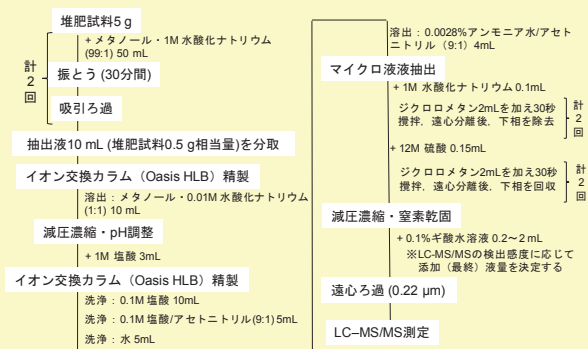 堆肥試料5 g
+ メタノール・1M 水酸化ナトリウム
(99:1) 50 mL
計2回
振とう (30分間)
吸引ろ過
抽出液10 mL (堆肥試料0.5 g相当量)を分取
イオン交換カラム（Oasis HLB）精製
溶出：メタノール・0.01M 水酸化ナトリウム
(1:1) 10 mL
減圧濃縮・pH調整
+ 1M 塩酸 3mL
イオン交換カラム（Oasis HLB）精製
洗浄：0.1M 塩酸 10mL
洗浄：0.1M 塩酸/アセトニトリル(9:1) 5mL
洗浄：水 5mL
溶出：0.0028%アンモニア水/アセト
ニトリル（9:1）4mL
マイクロ液液抽出
+ 1M 水酸化ナトリウム 0.1mL
ジクロロメタン2mLを加え30秒
攪拌，遠心分離後，下相を除去
計2回
+ 12M 硫酸 0.15mL
ジクロロメタン2mLを加え30秒
攪拌，遠心分離後，下相を回収
計2回
減圧濃縮・窒素乾固
+ 0.1%ギ酸水溶液 0.2～2 mL
※LC-MS/MSの検出感度に応じて
添加（最終）液量を決定する
遠心ろ過 (0.22 μm)
LC–MS/MS測定